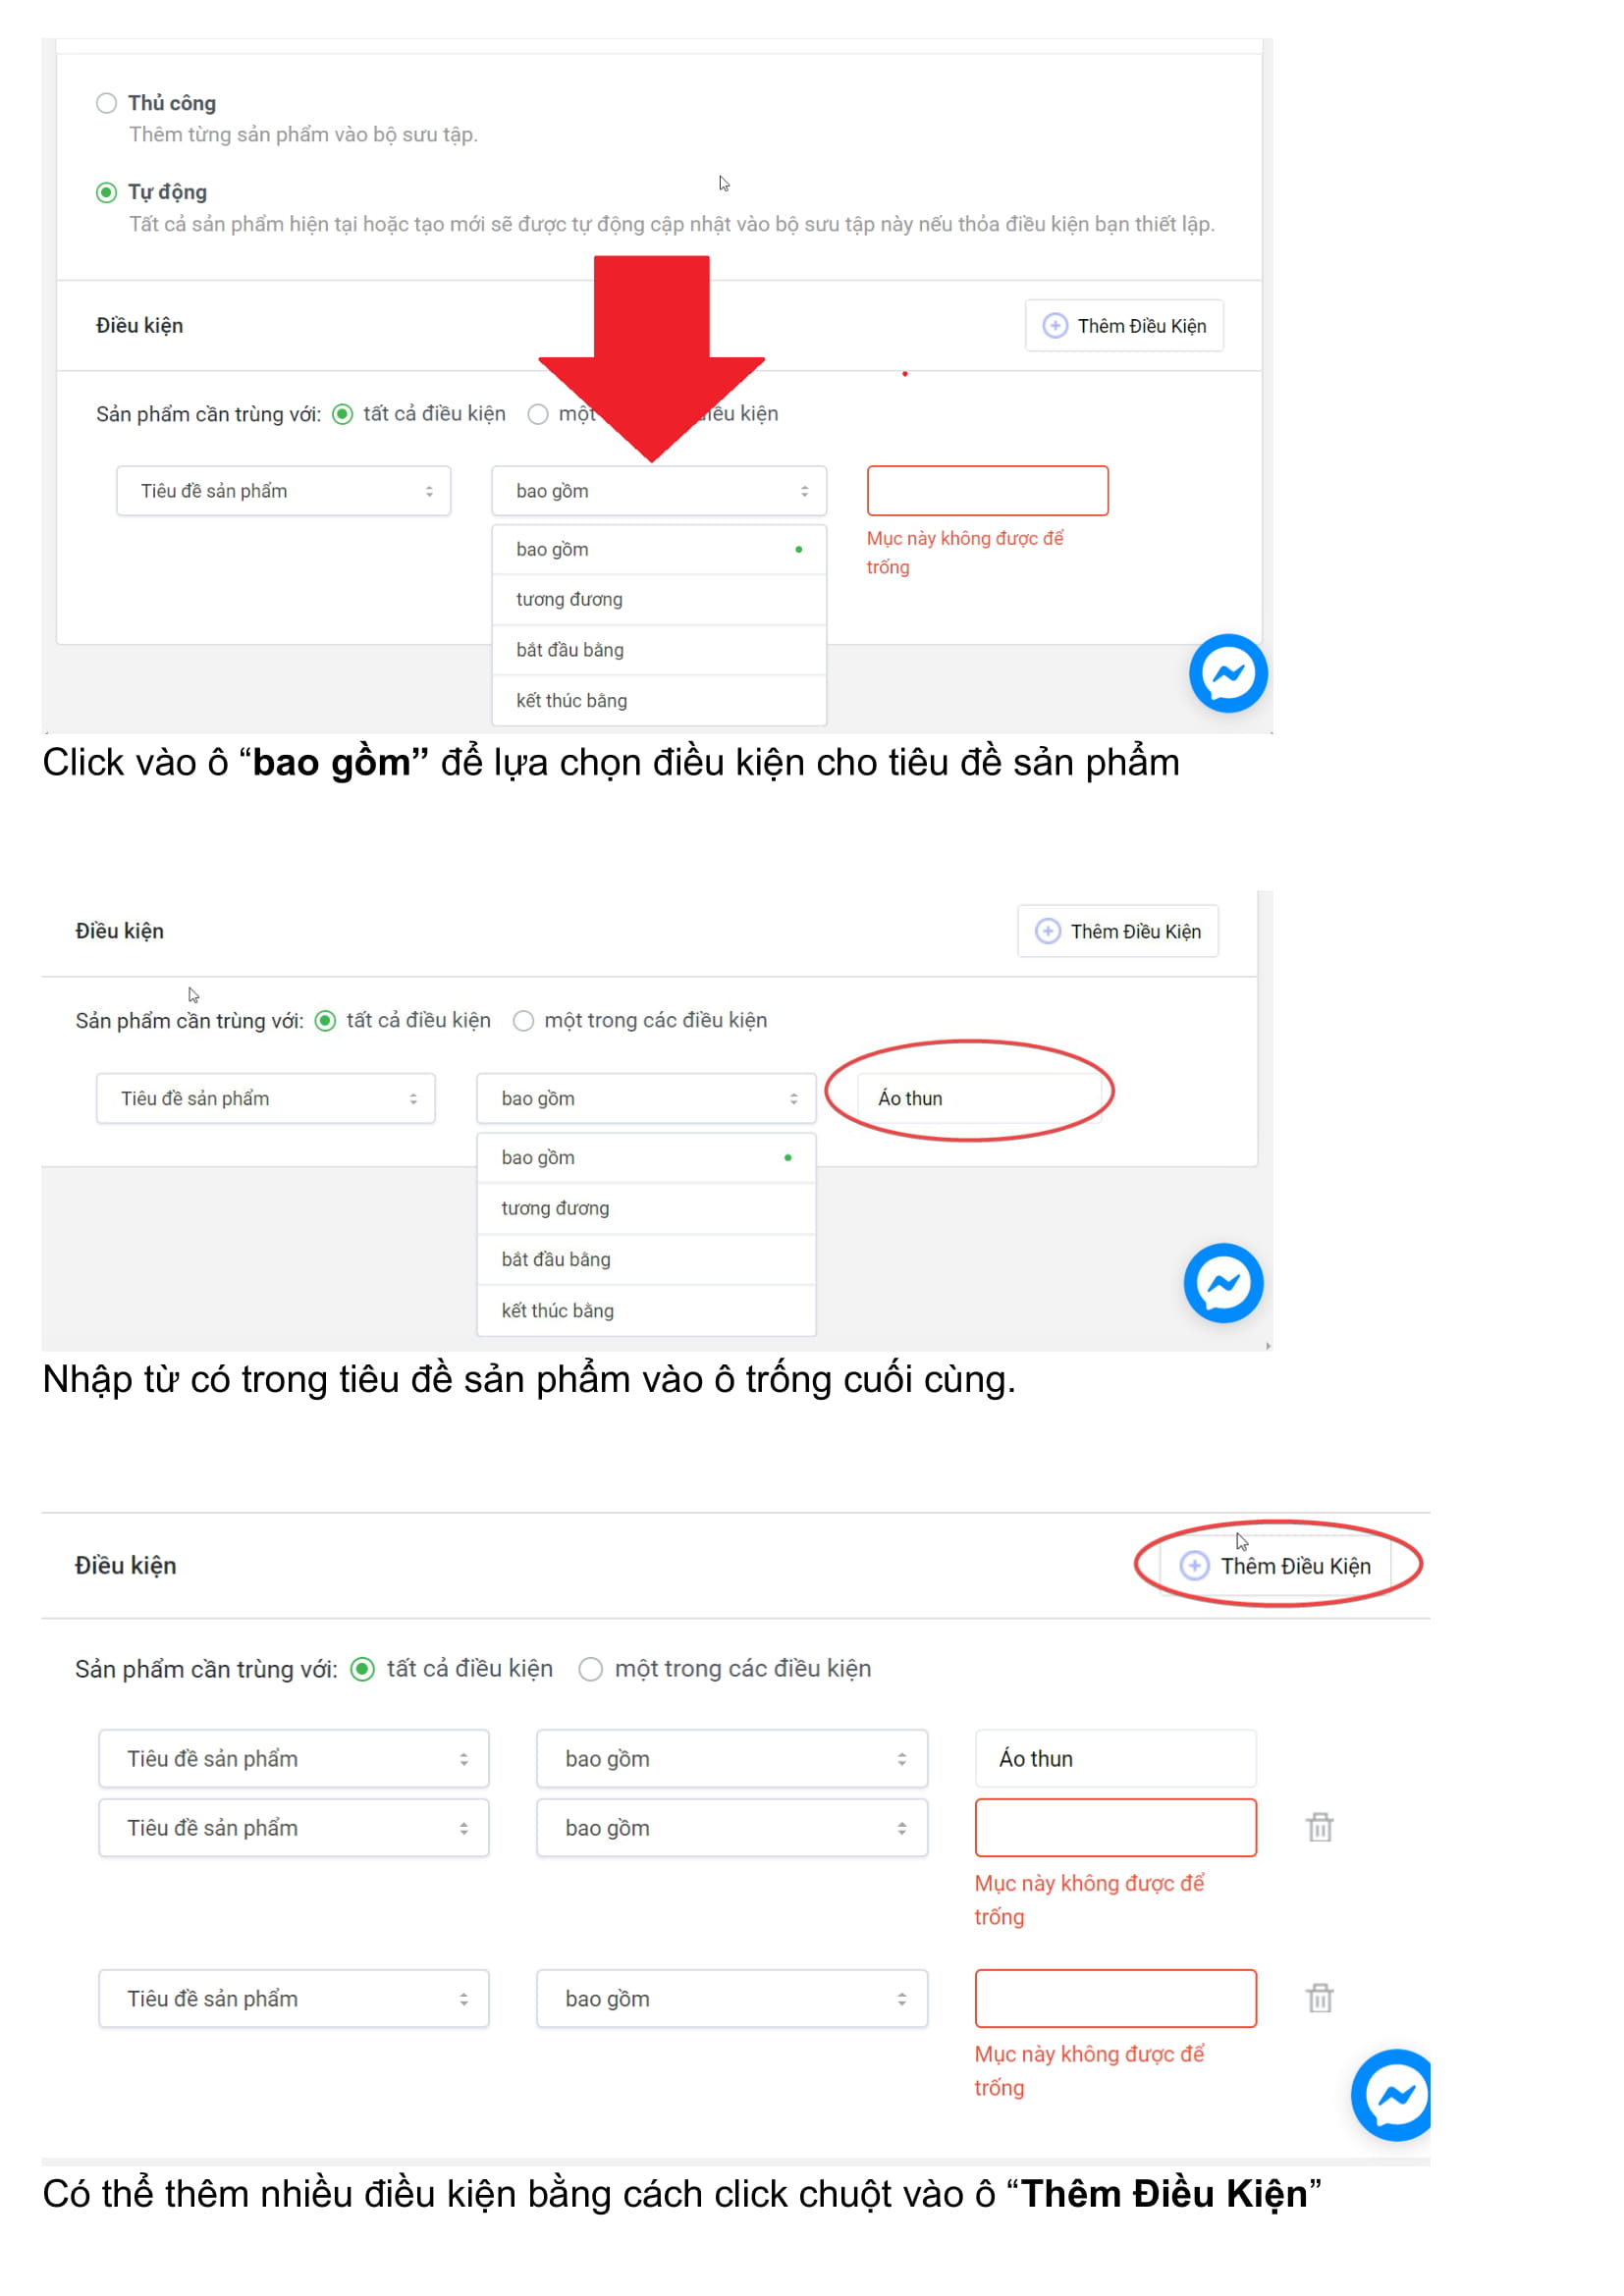 Thủ công
Thêm từng sản phẩm vào bộ sưu tập.
Tự động
Tất cả sản phẩm hiện tại hoặc tạo mới sẽ được tự động cập nhật vào bộ sưu tập này nếu thỏa điều kiện bạn thiết lập.
Điều kiện
Thêm Điều Kiện
Sản phẩm cần trùng với: tất cả điều kiện một điều kiện
Tiêu đề sản phẩm bao gồm
bao gồm
tương đương
bắt đầu bằng
kết thúc bằng
Mục này không được để
trống
Click vào ô “bao gồm” để lựa chọn điều kiện cho tiêu đề sản phẩm
Điều kiện
Thêm Điều Kiện
Sản phẩm cần trùng với: tất cả điều kiện một trong các điều kiện
Tiêu đề sản phẩm bao gồm Áo thun
bao gồm
tương đương
bắt đầu bằng
kết thúc bằng
Nhập từ có trong tiêu đề sản phẩm vào ô trống cuối cùng.
Điều kiện
Thêm Điều Kiện
Sản phẩm cần trùng với: tất cả điều kiện một trong các điều kiện
Tiêu đề sản phẩm bao gồm Áo thun
Tiêu đề sản phẩm bao gồm
Mục này không được để
trống
Tiêu đề sản phẩm bao gồm
Mục này không được để
trống
Có thể thêm nhiều điều kiện bằng cách click chuột vào ô “Thêm Điều Kiện”